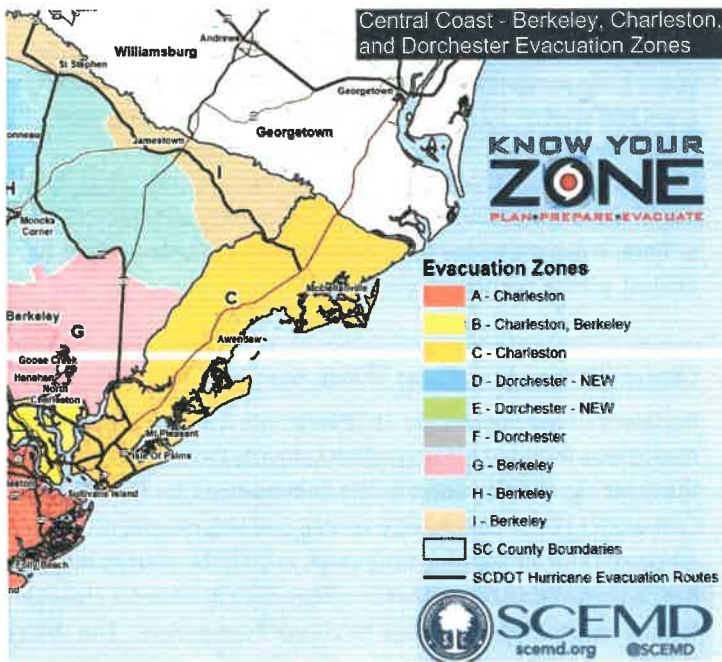 Central Coast - Berkeley, Charleston,
and Dorchester Evacuation Zones
Williamsburg
Andrews
St Stephen
Georgetown
Georgetown
Jamestown
I
H
Moncks
Corner
KNOW YOUR
ZONE
PLAN•PREPARE•EVACUATE
Evacuation Zones
A - Charleston
B - Charleston, Berkeley
C - Charleston
D - Dorchester - NEW
E - Dorchester - NEW
F - Dorchester
G - Berkeley
H - Berkeley
I - Berkeley
SC County Boundaries
SCDOT Hurricane Evacuation Routes
C
McClellanville
Berkeley
G
Awendaw
Goose Creek
Hanahan
North
Charleston
Mt Pleasant
Isle Of Palms
Sullivans Island
SCEMD
scemd.org @SCEMD